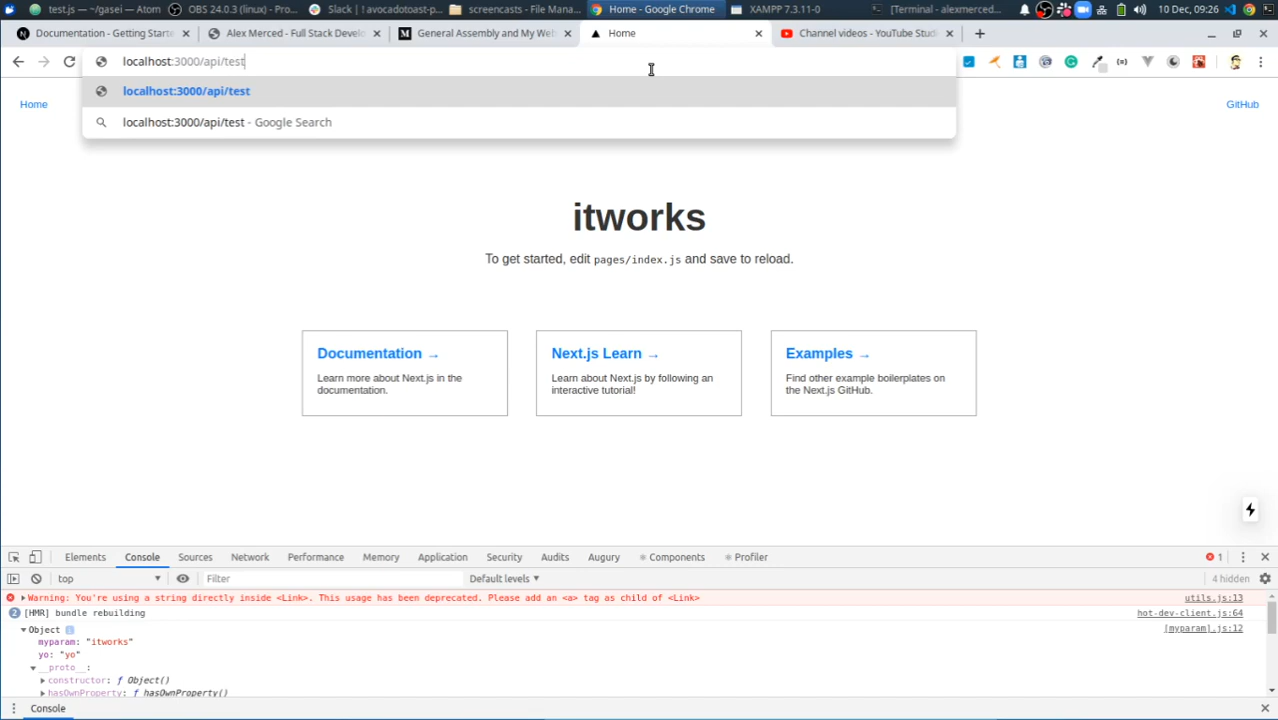 test.js — ~/gasei — Atom
OBS 24.0.3 (linux) - Pro...
Slack | !avocadotoast-p...
screencasts - File Mana...
Home - Google Chrome
XAMPP 7.3.11-0
[Terminal - alexmerced...
10 Dec, 09:26
Documentation - Getting Starte
Alex Merced - Full Stack Develo
General Assembly and My Web
Home
Channel videos - YouTube Studi
localhost:3000/api/test
localhost:3000/api/test
localhost:3000/api/test - Google Search
Home
GitHub
itworks
To get started, edit pages/index.js and save to reload.
Documentation →
Learn more about Next.js in the
documentation.
Next.js Learn →
Learn about Next.js by following an
interactive tutorial!
Examples →
Find other example boilerplates on
the Next.js GitHub.
Elements Console Sources Network Performance Memory Application Security Audits Augury Components Profiler 1
top Filter Default levels ▼ 4 hidden
Warning: You're using a string directly inside <Link>. This usage has been deprecated. Please add an <a> tag as child of <Link> utils.js:13
2 [HMR] bundle rebuilding hot-dev-client.js:64
Object i [myparam].js:12
myparam: "itworks"
yo: "yo"
__proto__:
constructor: ƒ Object()
hasOwnProperty: ƒ hasOwnProperty()
Console